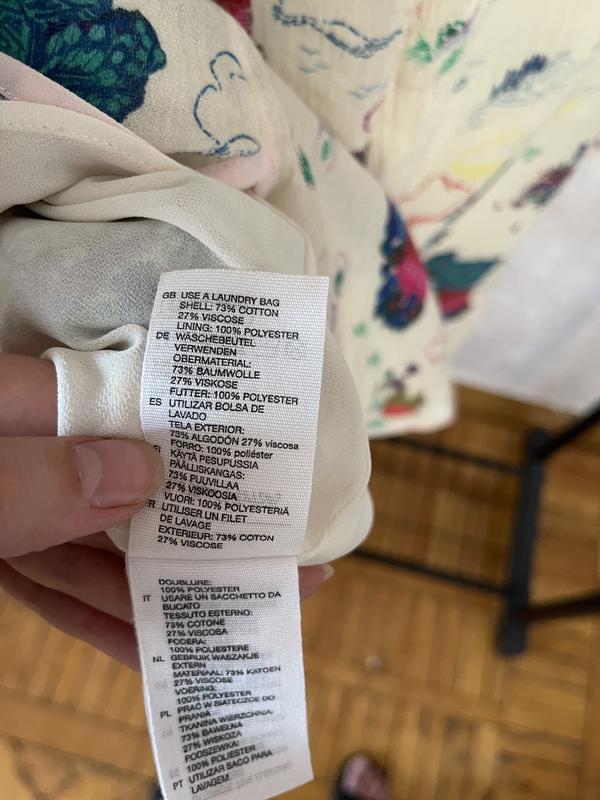 GB USE A LAUNDRY BAG
SHELL: 73% COTTON
27% VISCOSE
LINING: 100% POLYESTER
DE WÄSCHEBEUTEL
VERWENDEN
OBERMATERIAL:
73% BAUMWOLLE
27% VISKOSE
FUTTER: 100% POLYESTER
ES UTILIZAR BOLSA DE
LAVADO
TELA EXTERIOR:
73% ALGODÓN 27% viscosa
FORRO: 100% poliéster
KÄYTÄ PESUPUSSIA
PÄÄLLISKANGAS:
73% PUUVILLAA
27% VISKOOSIA
VUORI: 100% POLYESTERIÄ
UTILISER UN FILET
DE LAVAGE
EXTERIEUR: 73% COTON
27% VISCOSE
DOUBLURE:
100% POLYESTER
IT USARE UN SACCHETTO DA
BUCATO
TESSUTO ESTERNO:
73% COTONE
27% VISCOSA
FODERA:
100% POLIESTERE
NL GEBRUIK WASZAKJE
EXTERN
MATERIAAL: 73% KATOEN
27% VISCOSE
VOERING:
100% POLYESTER
PL PRAĆ W SIATECZCE DO
PRANIA
TKANINA WIERZCHNIA:
73% BAWEŁNA
27% WISKOZA
PODSZEWKA:
100% POLIESTER
PT UTILIZAR SACO PARA
LAVAGEM